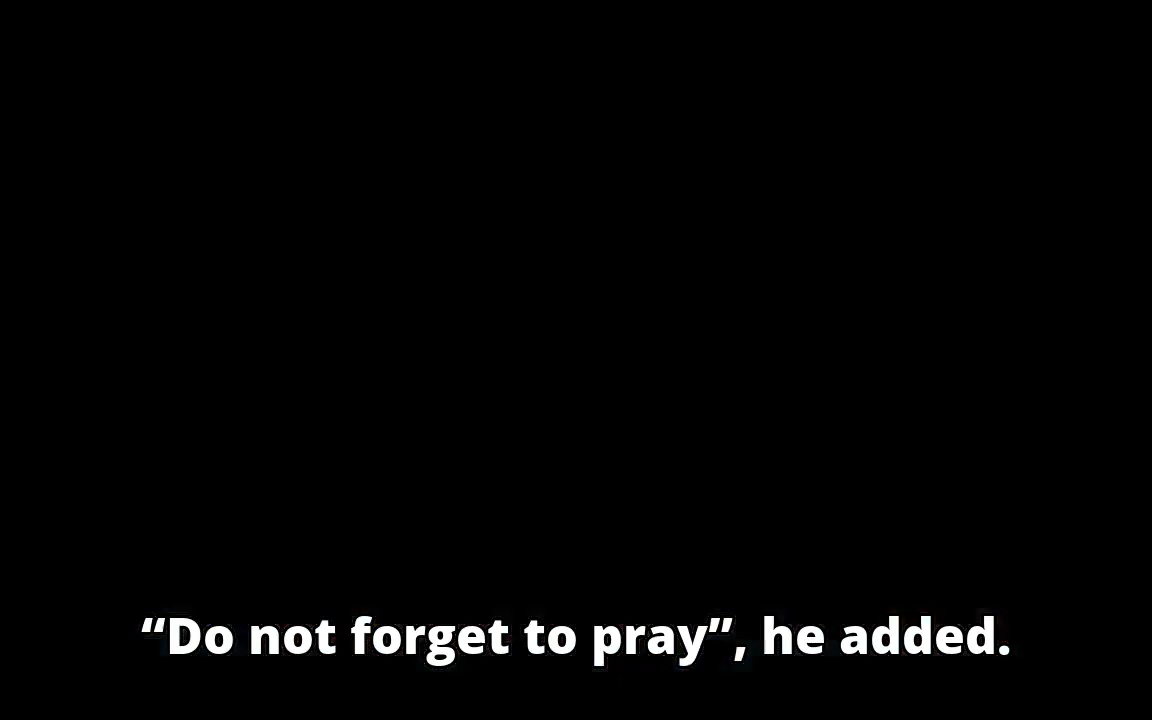 “Do not forget to pray”, he added.